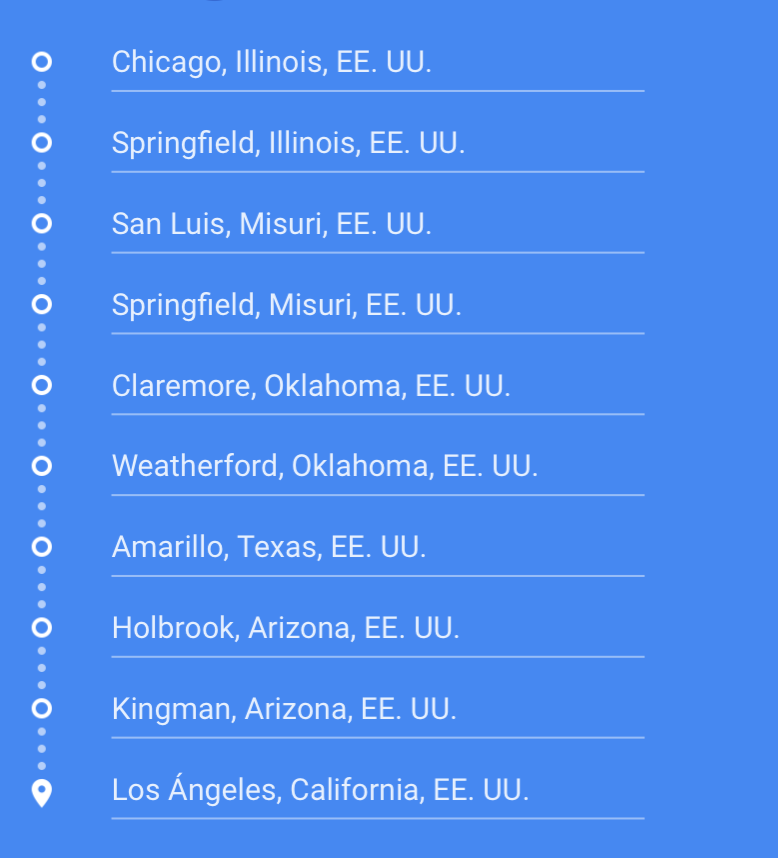 Chicago, Illinois, EE. UU.
Springfield, Illinois, EE. UU.
San Luis, Misuri, EE. UU.
Springfield, Misuri, EE. UU.
Claremore, Oklahoma, EE. UU.
Weatherford, Oklahoma, EE. UU.
Amarillo, Texas, EE. UU.
Holbrook, Arizona, EE. UU.
Kingman, Arizona, EE. UU.
Los Ángeles, California, EE. UU.